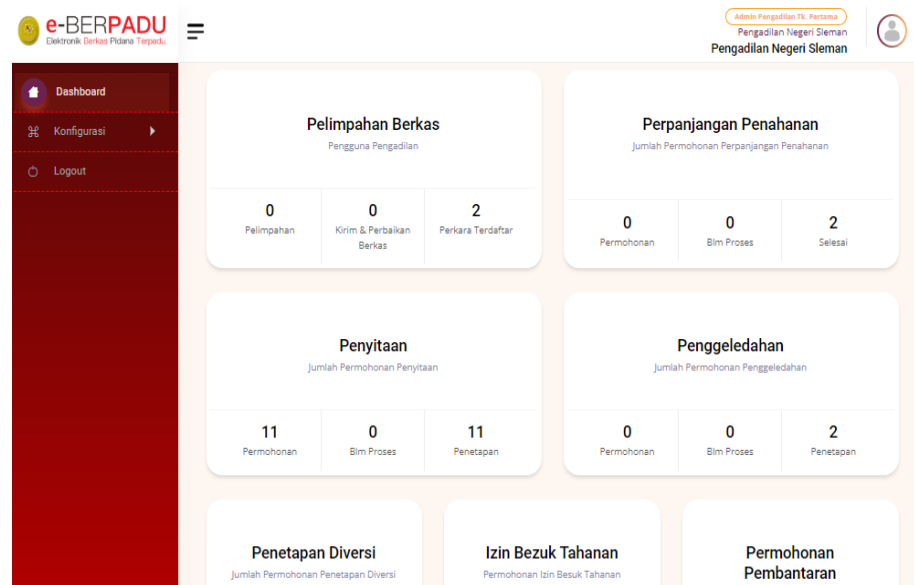 e-BERPADU
Elektronik Berkas Pidana Terpadu
Admin Pengadilan Tk. Pertama
Pengadilan Negeri Sleman
Pengadilan Negeri Sleman
Dashboard
Konfigurasi
Logout
Pelimpahan Berkas
Pengguna Pengadilan
0
Pelimpahan
0
Kirim & Perbaikan
Berkas
2
Perkara Terdaftar
Perpanjangan Penahanan
Jumlah Permohonan Perpanjangan Penahanan
0
Permohonan
0
Blm Proses
2
Selesai
Penyitaan
Jumlah Permohonan Penyitaan
11
Permohonan
0
Blm Proses
11
Penetapan
Penggeledahan
Jumlah Permohonan Penggeledahan
0
Permohonan
0
Blm Proses
2
Penetapan
Penetapan Diversi
Jumlah Permohonan Penetapan Diversi
Izin Bezuk Tahanan
Permohonan Izin Besuk Tahanan
Permohonan
Pembantaran